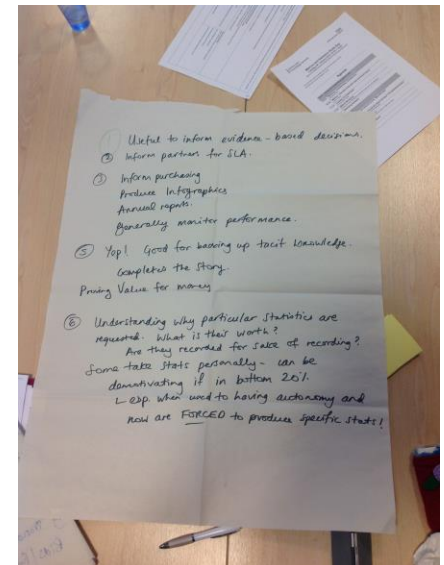 ① Useful to inform evidence-based decisions.
② Inform partners for SLA.
③ Inform purchasing
Produce Infographics
Annual reports.
Generally monitor performance.
⑤ Yep! Good for backing up tacit knowledge.
Completes the story.
Proving Value for money
⑥ Understanding why particular statistics are
requested. What is their worth?
Are they recorded for sake of recording?
Some take stats personally - can be
demotivating if in bottom 20%.
esp when used to having autonomy and
now are FORCED to produce specific stats!